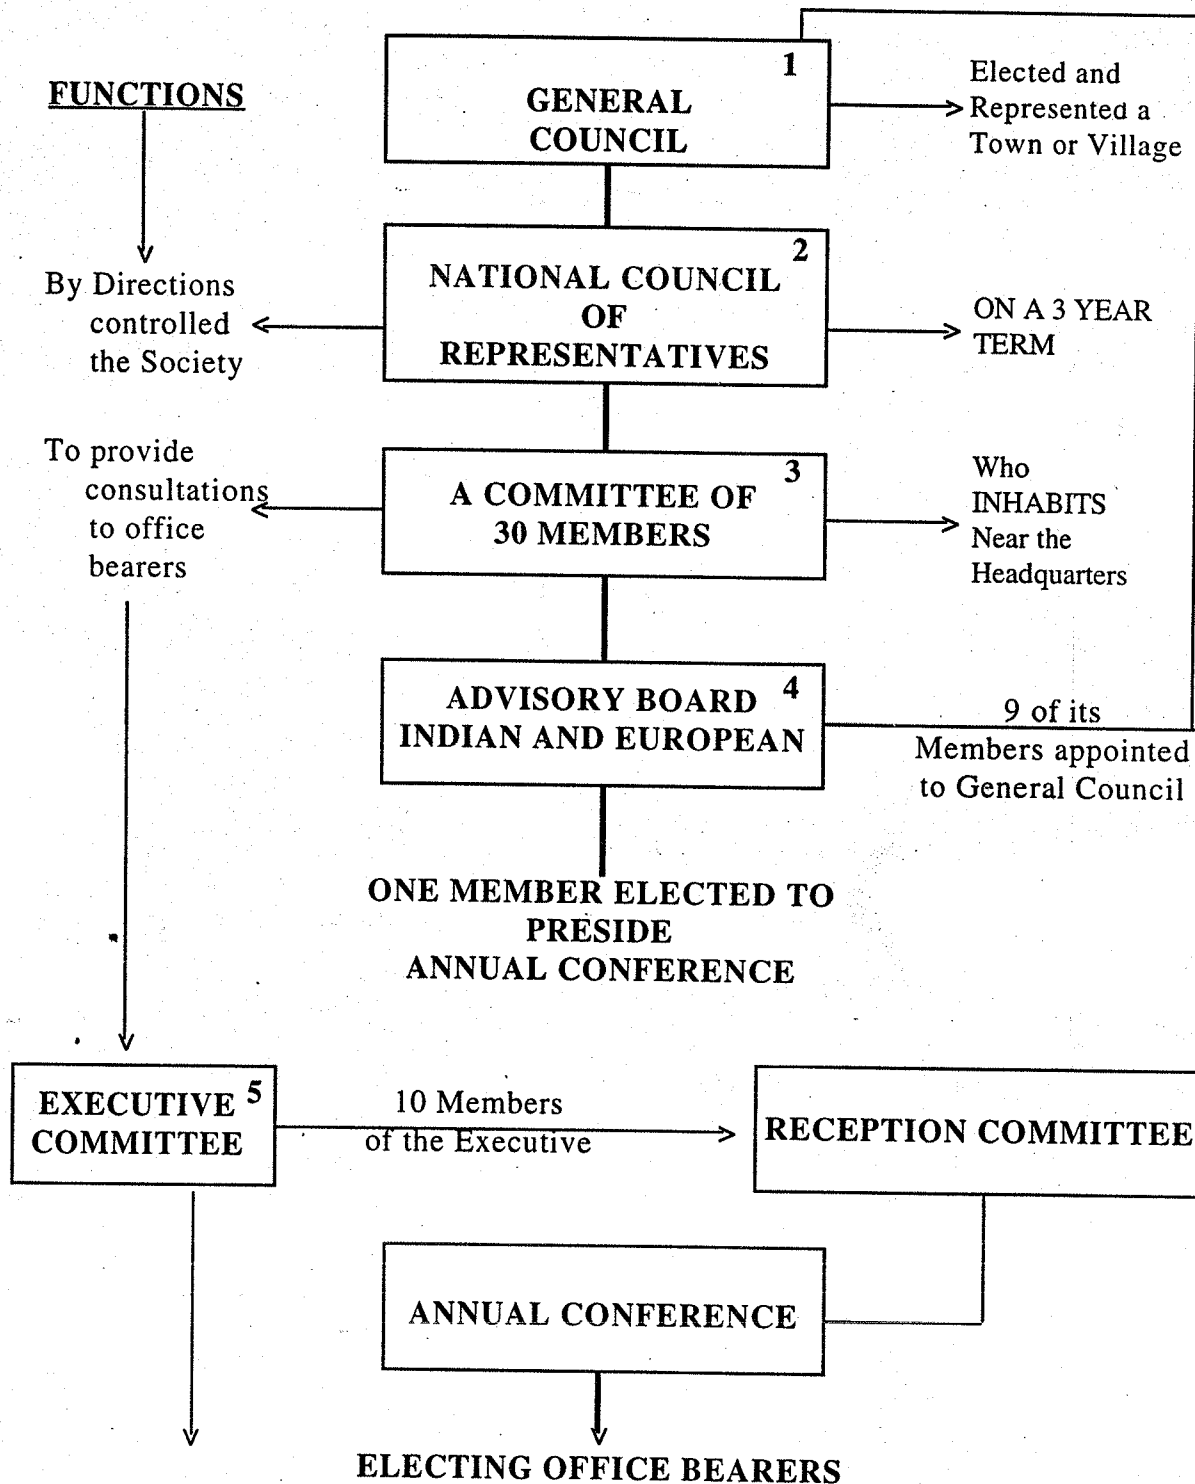 FUNCTIONS
1
GENERAL
COUNCIL
Elected and
Represented a
Town or Village
By Directions
controlled
the Society
2
NATIONAL COUNCIL
OF
REPRESENTATIVES
ON A 3 YEAR
TERM
To provide
consultations
to office
bearers
3
A COMMITTEE OF
30 MEMBERS
Who
INHABITS
Near the
Headquarters
4
ADVISORY BOARD
INDIAN AND EUROPEAN
9 of its
Members appointed
to General Council
ONE MEMBER ELECTED TO
PRESIDE
ANNUAL CONFERENCE
EXECUTIVE 5
COMMITTEE
10 Members
of the Executive
RECEPTION COMMITTEE
ANNUAL CONFERENCE
ELECTING OFFICE BEARERS